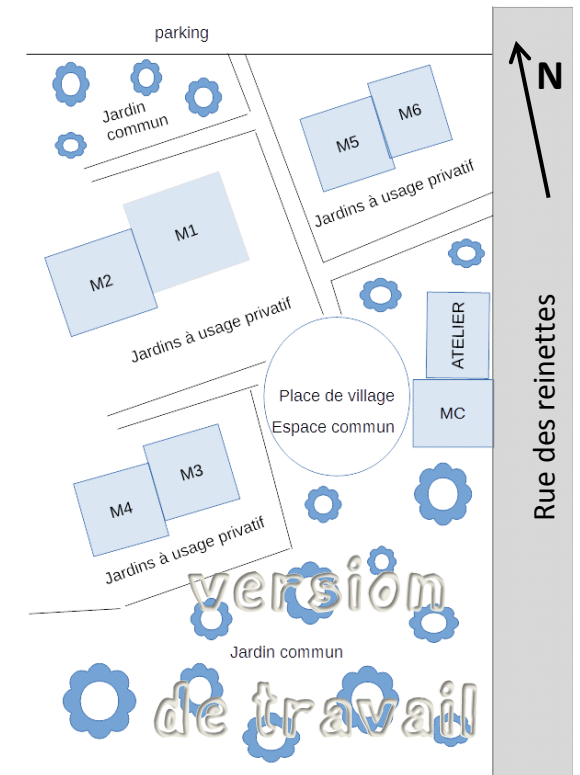 parking
N
Jardin
commun
M6
M5
Jardins à usage privatif
M1
M2
Jardins à usage privatif
ATELIER
Rue des reinettes
Place de village
Espace commun
MC
M3
M4
Jardins à usage privatif
version
Jardin commun
de travail